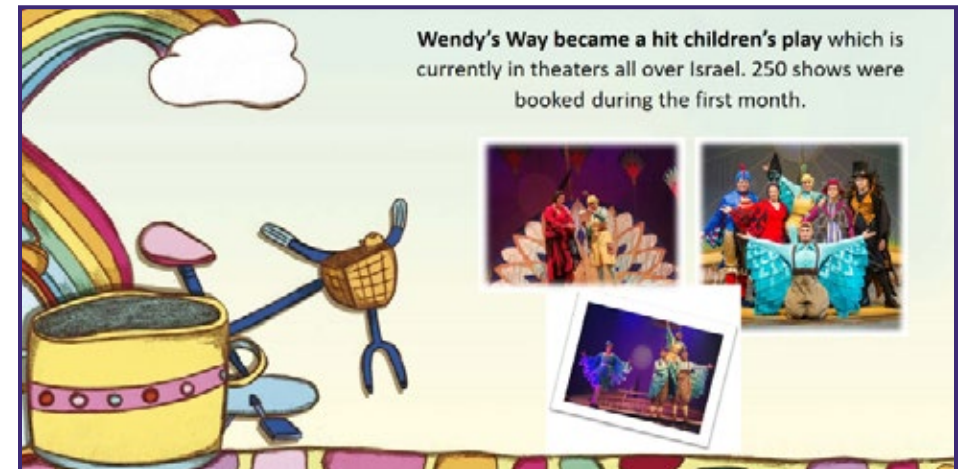 Wendy's Way became a hit children's play which is
currently in theaters all over Israel. 250 shows were
booked during the first month.